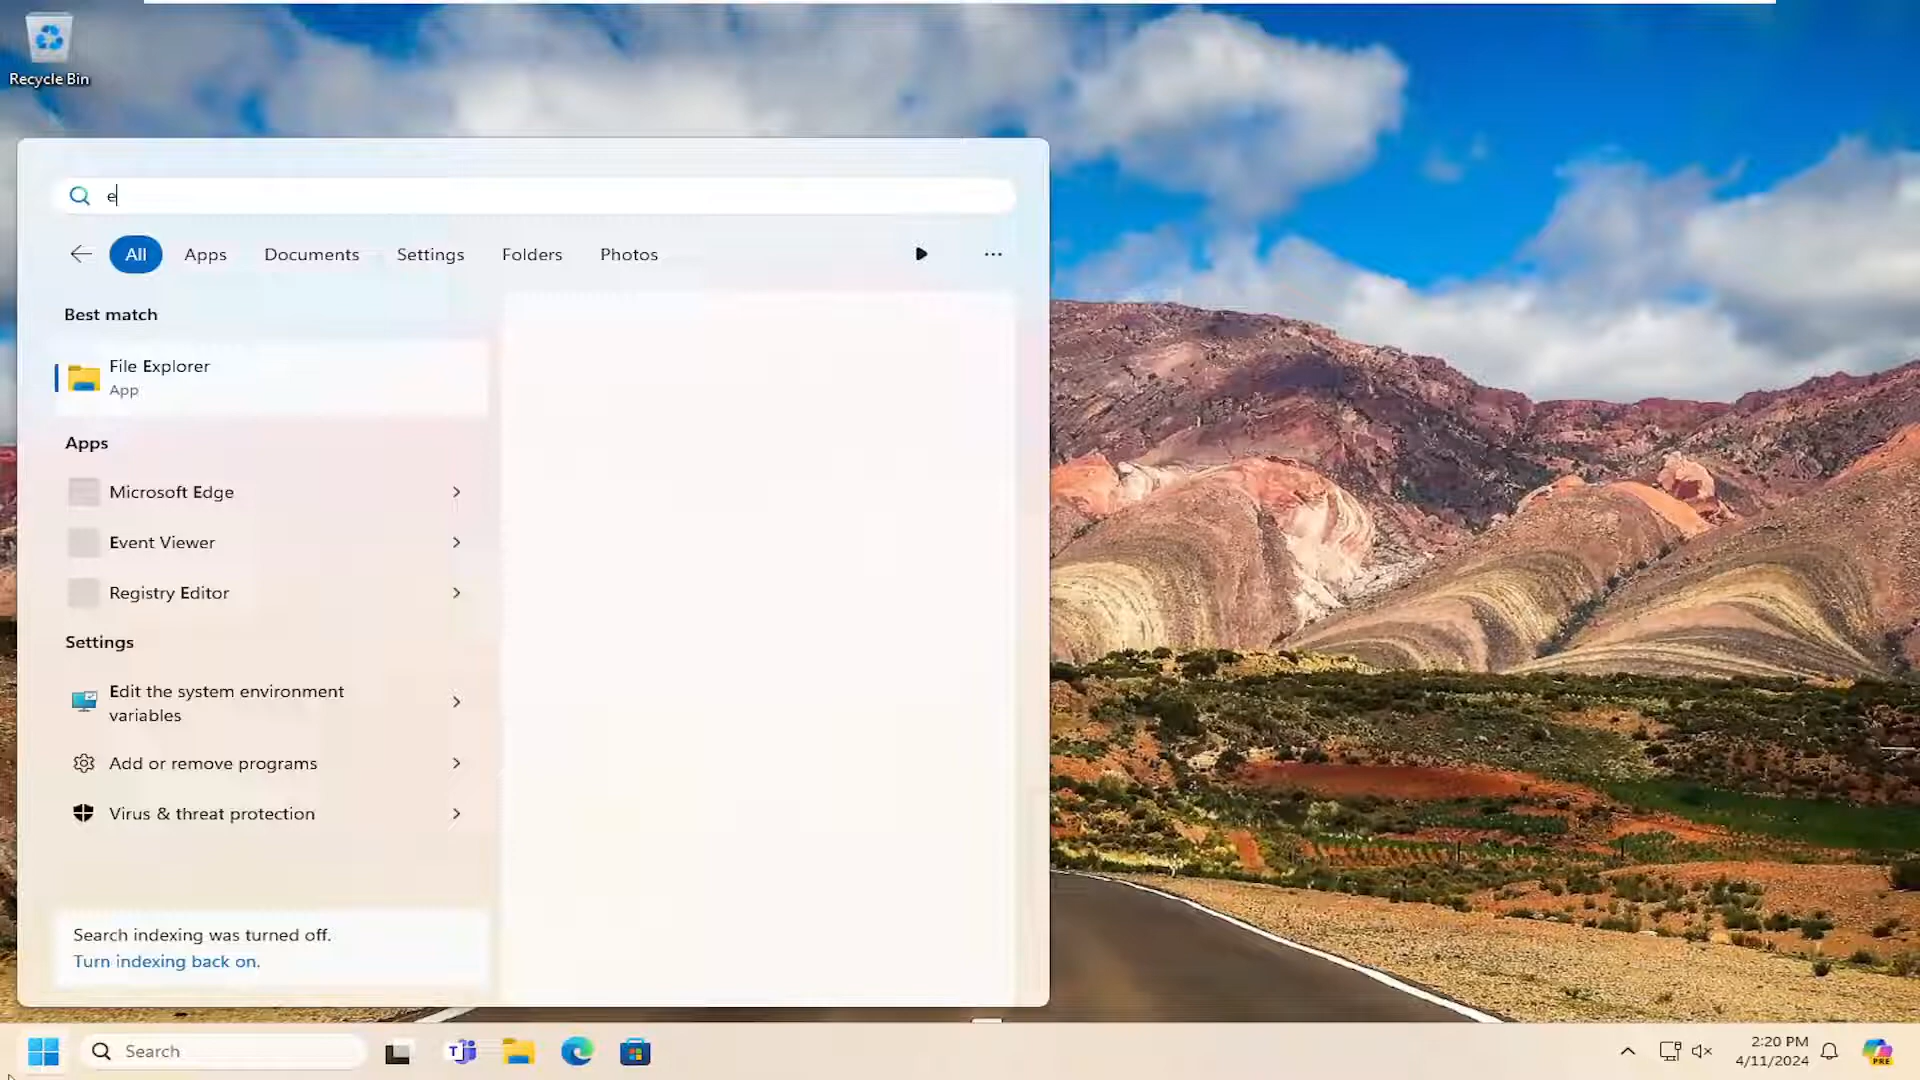 Recycle Bin
e
All
Apps
Documents
Settings
Folders
Photos
Best match
File Explorer
App
Apps
Microsoft Edge
Event Viewer
Registry Editor
Settings
Edit the system environment
variables
Add or remove programs
Virus & threat protection
Search indexing was turned off.
Turn indexing back on.
Search
2:20 PM
4/11/2024
PRE